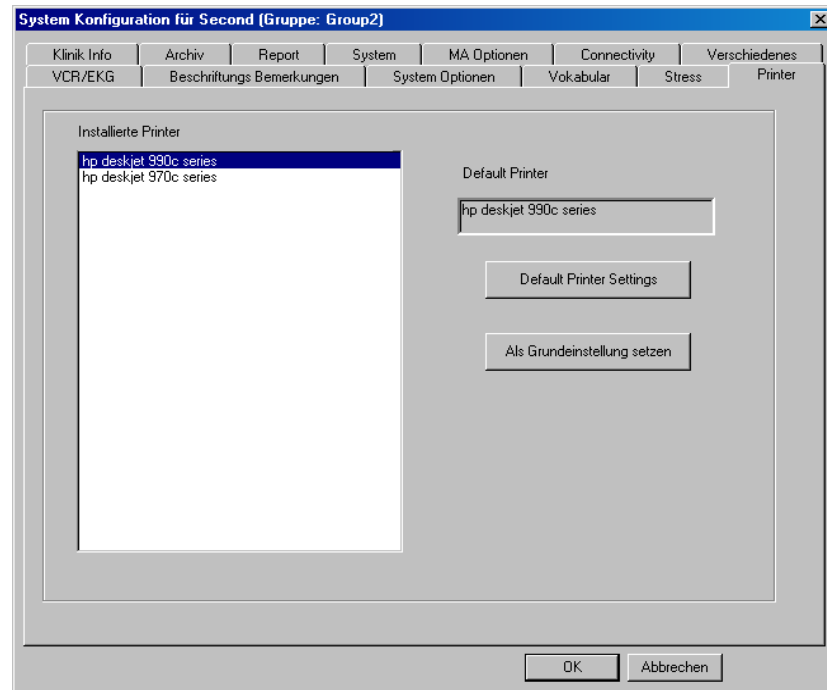 System Konfiguration für Second (Gruppe: Group2)
Klinik Info Archiv Report System MA Optionen Connectivity Verschiedenes
VCR/EKG Beschriftungs Bemerkungen System Optionen Vokabular Stress Printer
Installierte Printer
hp deskjet 990c series
hp deskjet 970c series
Default Printer
hp deskjet 990c series
Default Printer Settings
Als Grundeinstellung setzen
OK Abbrechen